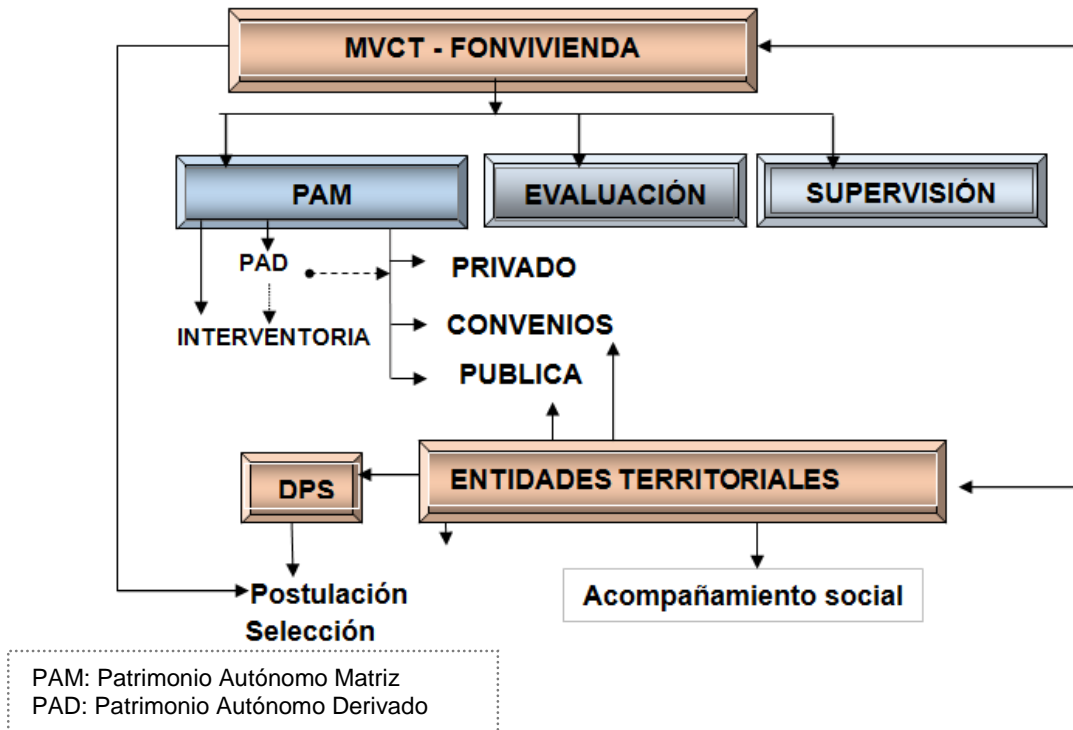 MVCT - FONVIVIENDA
PAM
EVALUACIÓN
SUPERVISIÓN
PAD
PRIVADO
INTERVENTORIA
CONVENIOS
PUBLICA
DPS
ENTIDADES TERRITORIALES
Postulación
Selección
Acompañamiento social
PAM: Patrimonio Autónomo Matriz
PAD: Patrimonio Autónomo Derivado